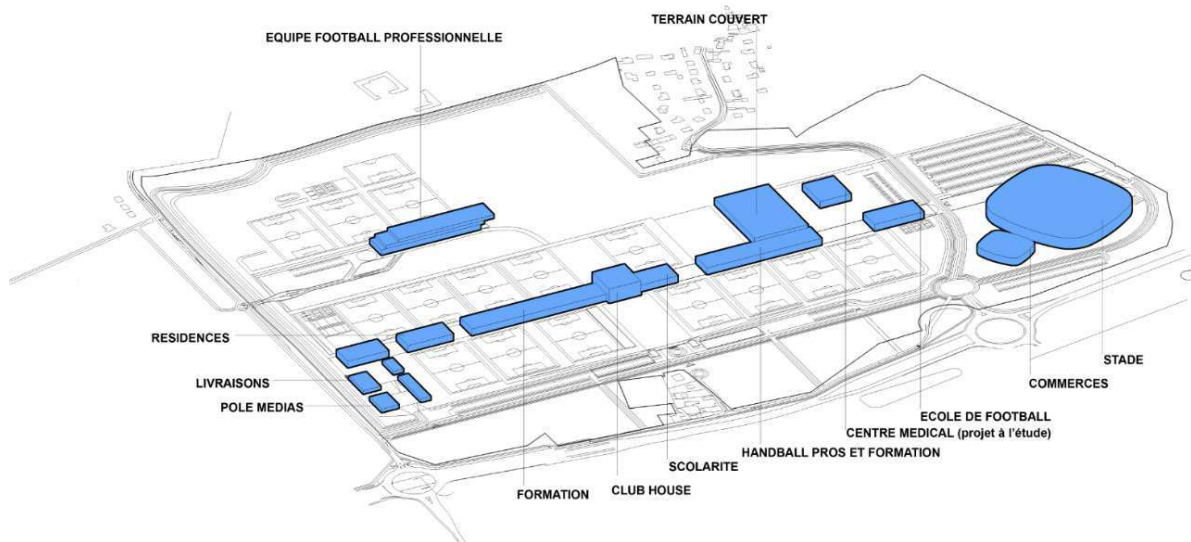 TERRAIN COUVERT
EQUIPE FOOTBALL PROFESSIONNELLE
RESIDENCES
LIVRAISONS
POLE MEDIAS
STADE
COMMERCES
ECOLE DE FOOTBALL
CENTRE MEDICAL (projet à l'étude)
HANDBALL PROS ET FORMATION
SCOLARITE
CLUB HOUSE
FORMATION